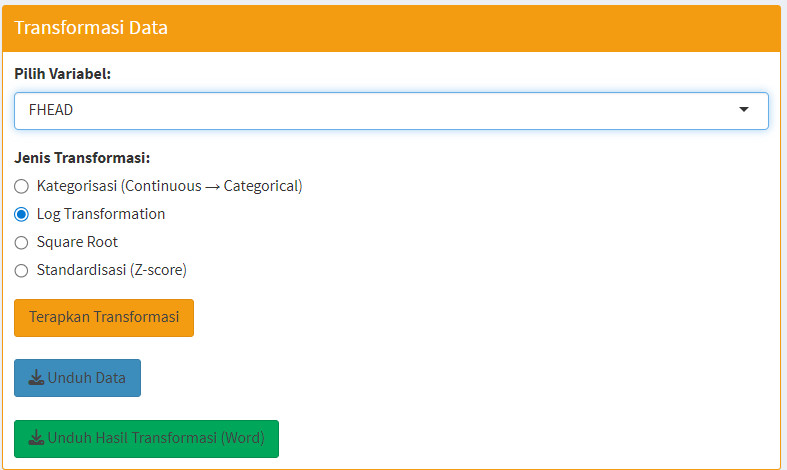 Transformasi Data
Pilih Variabel:
FHEAD
Jenis Transformasi:
Kategorisasi (Continuous → Categorical)
Log Transformation
Square Root
Standardisasi (Z-score)
Terapkan Transformasi
Unduh Data
Unduh Hasil Transformasi (Word)